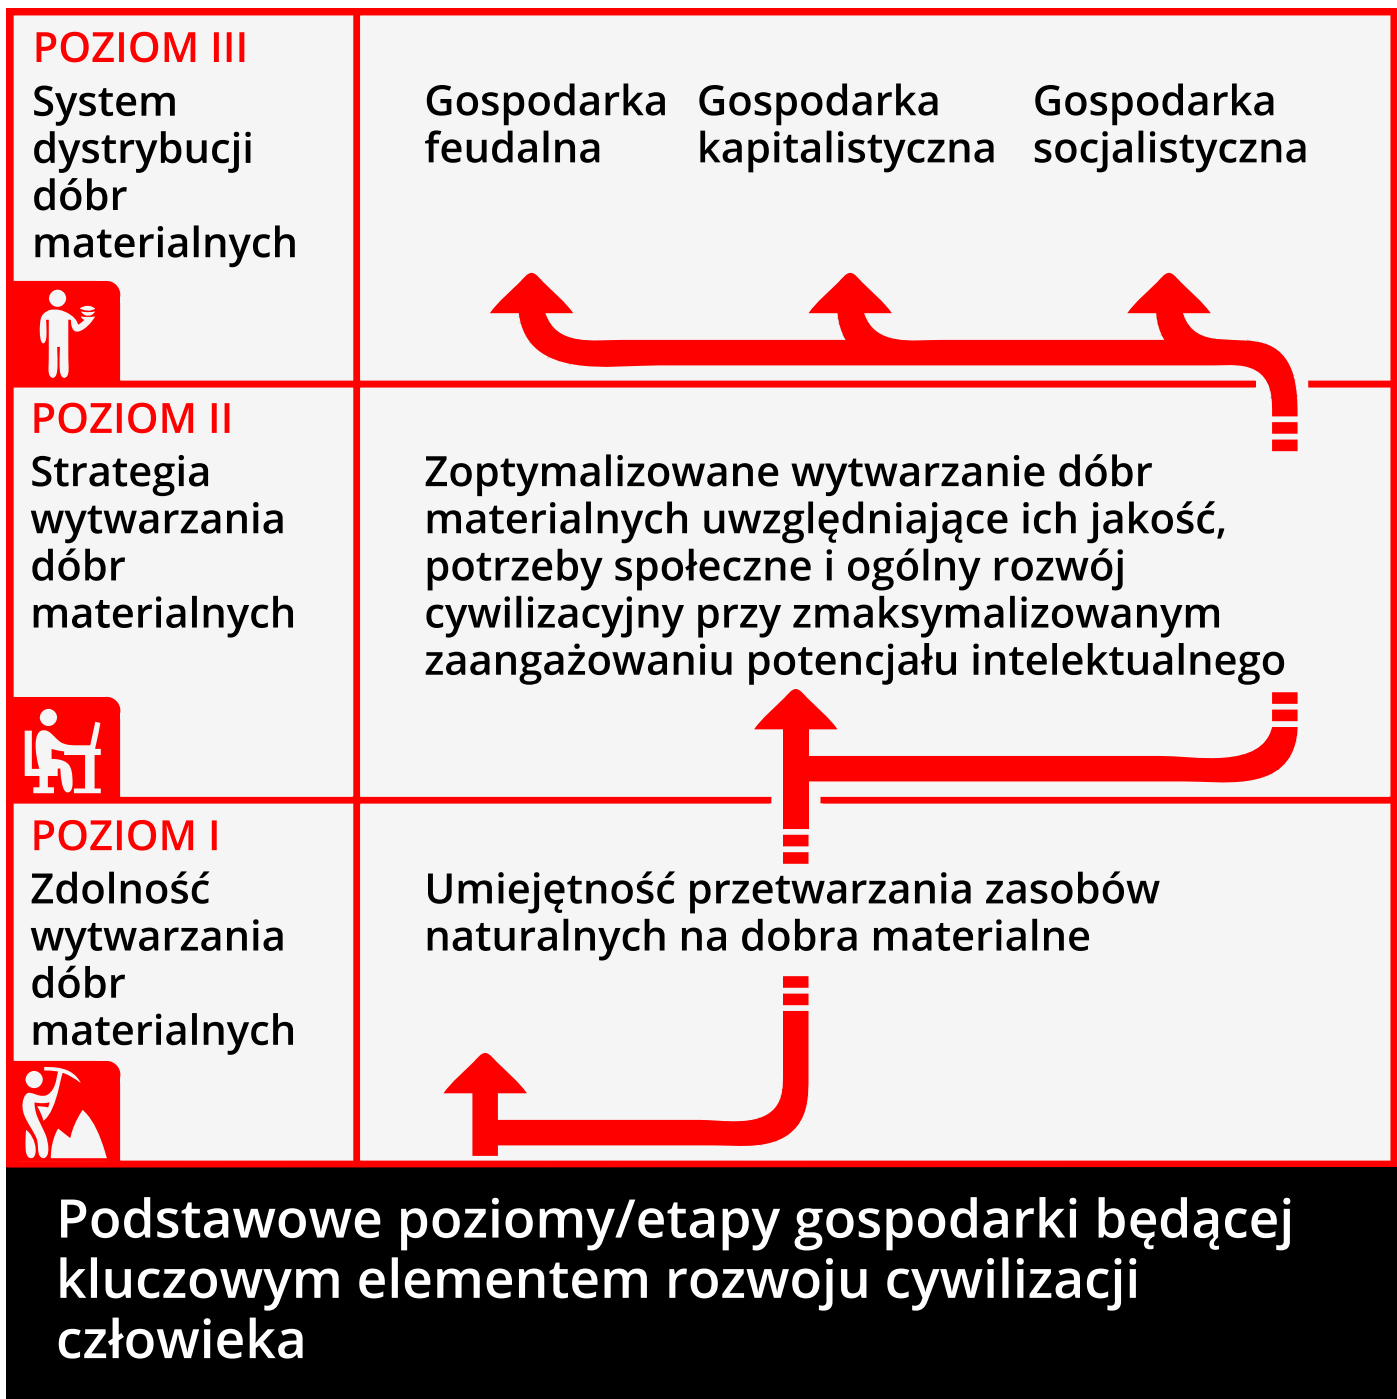 POZIOM III
System
dystrybucji
dóbr
materialnych
Gospodarka
feudalna
Gospodarka
kapitalistyczna
Gospodarka
socjalistyczna
POZIOM II
Strategia
wytwarzania
dóbr
materialnych
Zoptymalizowane wytwarzanie dóbr
materialnych uwzględniające ich jakość,
potrzeby społeczne i ogólny rozwój
cywilizacyjny przy zmaksymalizowanym
zaangażowaniu potencjału intelektualnego
POZIOM I
Zdolność
wytwarzania
dóbr
materialnych
Umiejętność przetwarzania zasobów
naturalnych na dobra materialne
Podstawowe poziomy/etapy gospodarki będącej
kluczowym elementem rozwoju cywilizacji
człowieka